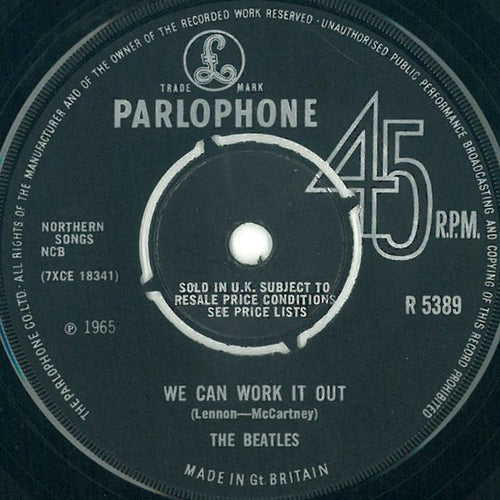 THE PARLOPHONE CO. LTD. · ALL RIGHTS OF THE MANUFACTURER AND OF THE OWNER OF THE RECORDED WORK RESERVED · UNAUTHORISED PUBLIC PERFORMANCE BROADCASTING AND COPYING OF THIS RECORD PROHIBITED
£
TRADE MARK
PARLOPHONE
45
R.P.M.
NORTHERN
SONGS
NCB
(7XCE 18341)
SOLD IN U.K. SUBJECT TO
RESALE PRICE CONDITIONS
SEE PRICE LISTS
R 5389
℗ 1965
WE CAN WORK IT OUT
(Lennon—McCartney)
THE BEATLES
MADE IN Gt. BRITAIN